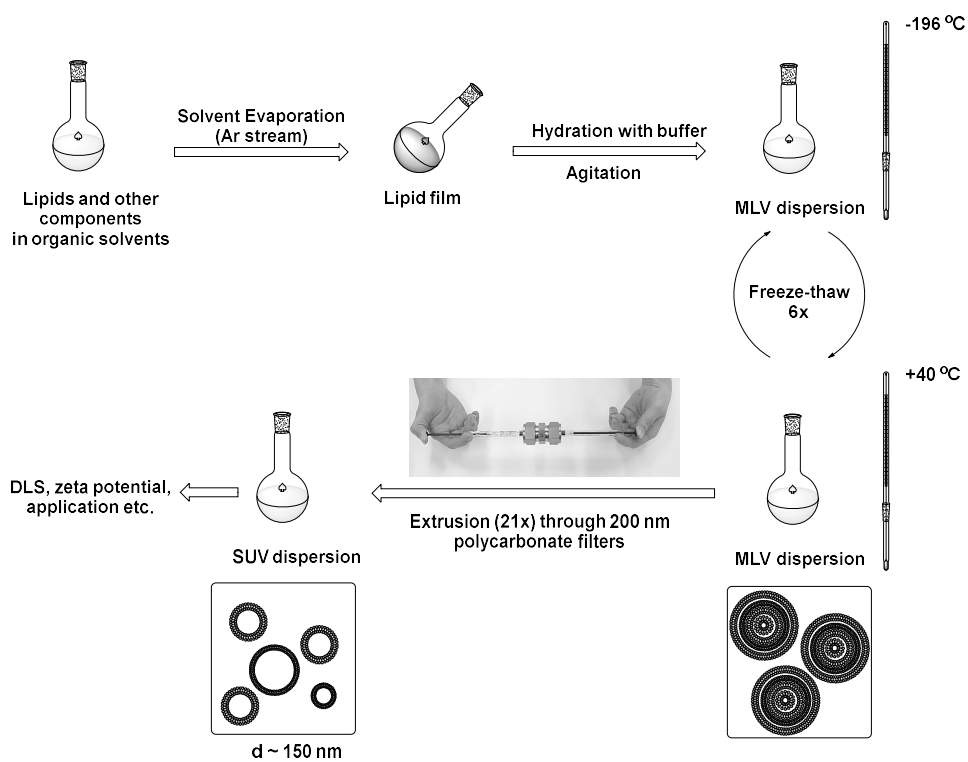 Lipids and other
components
in organic solvents
Solvent Evaporation
(Ar stream)
Lipid film
Hydration with buffer
Agitation
MLV dispersion
-196 ºC
Freeze-thaw
6x
+40 ºC
MLV dispersion
Extrusion (21x) through 200 nm
polycarbonate filters
SUV dispersion
DLS, zeta potential,
application etc.
d ~ 150 nm